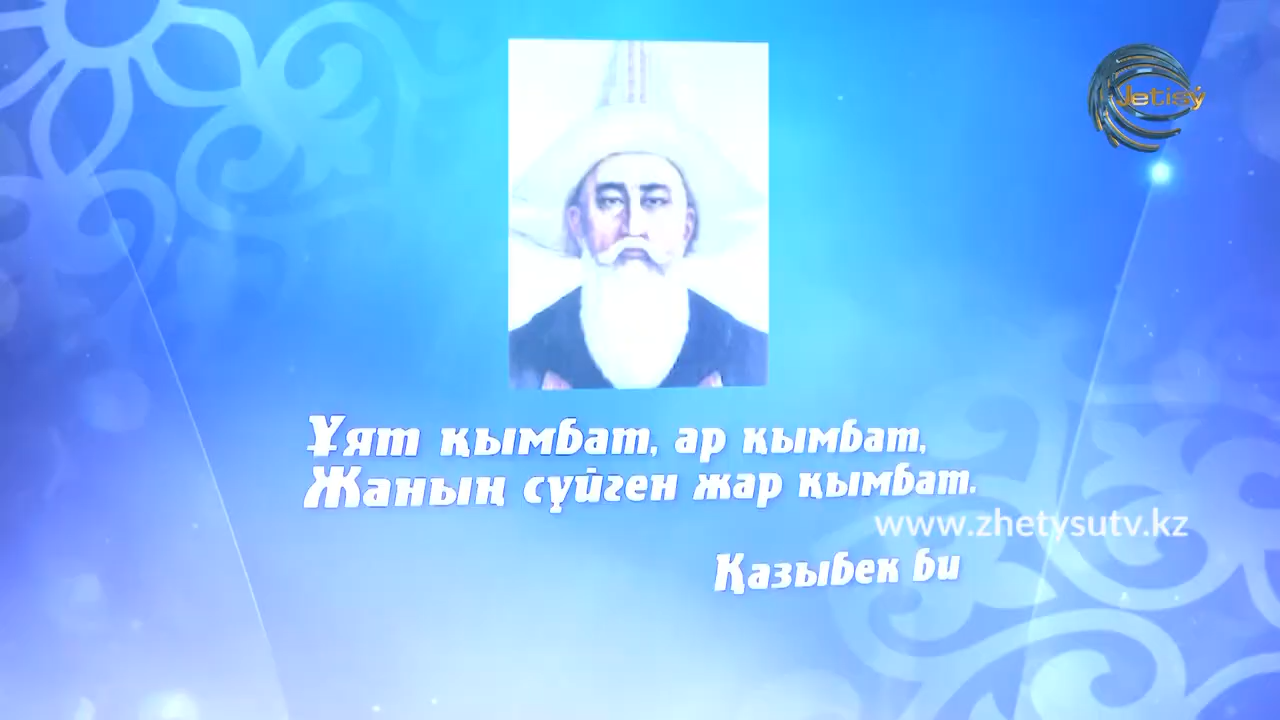 Jetisý
Ұят қымбат, ар қымбат,
Жаның сүйген жар қымбат.
www.zhetysutv.kz
Қазыбек би